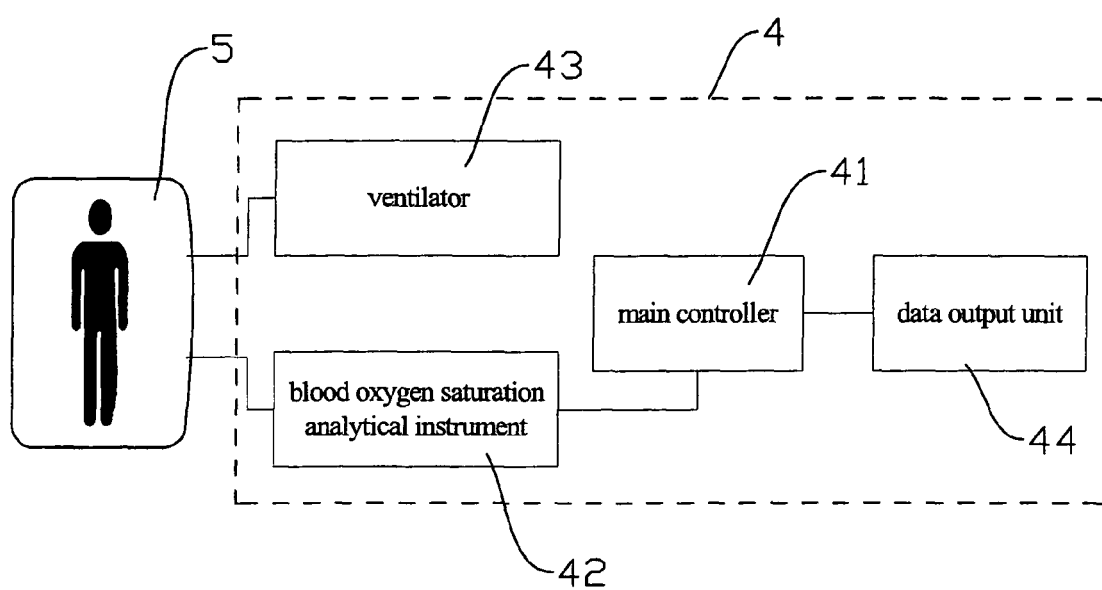 5
43
4
ventilator
41
main controller
data output unit
blood oxygen saturation
analytical instrument
44
42